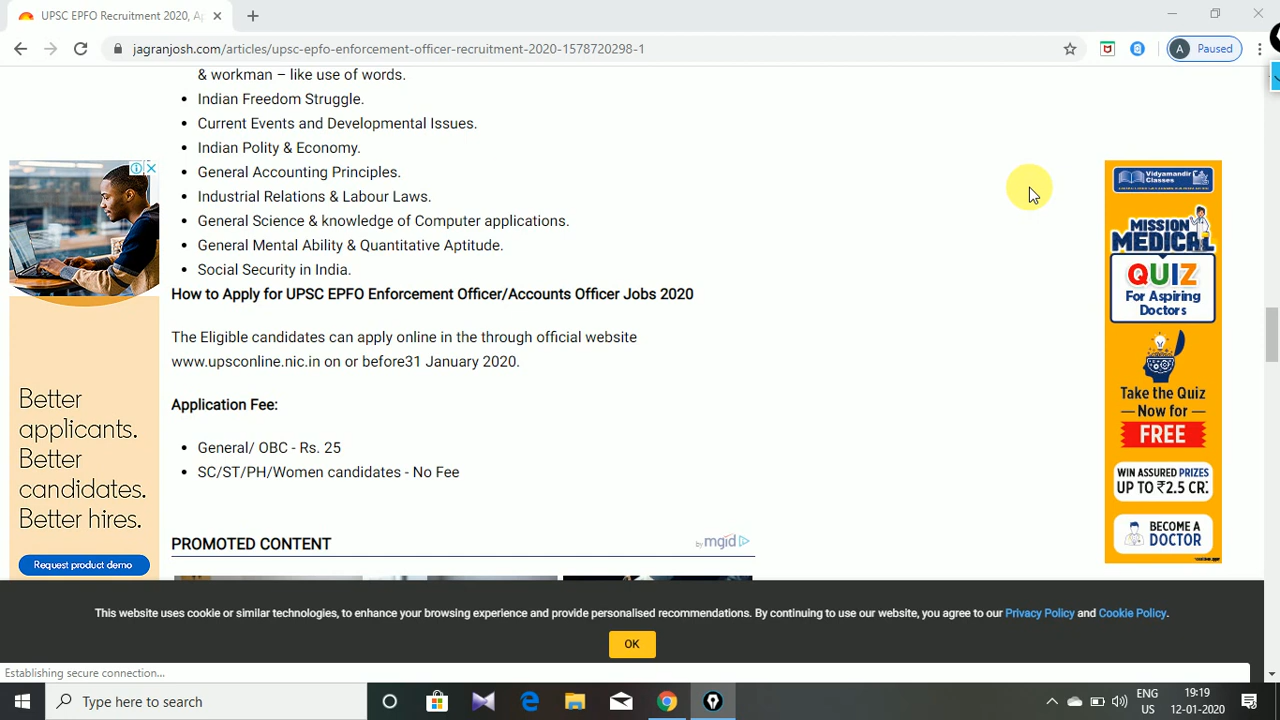 UPSC EPFO Recruitment 2020, Ap
jagranjosh.com/articles/upsc-epfo-enforcement-officer-recruitment-2020-1578720298-1
A Paused
& workman – like use of words.
• Indian Freedom Struggle.
• Current Events and Developmental Issues.
• Indian Polity & Economy.
• General Accounting Principles.
• Industrial Relations & Labour Laws.
• General Science & knowledge of Computer applications.
• General Mental Ability & Quantitative Aptitude.
• Social Security in India.
How to Apply for UPSC EPFO Enforcement Officer/Accounts Officer Jobs 2020
The Eligible candidates can apply online in the through official website
www.upsconline.nic.in on or before31 January 2020.
Application Fee:
• General/ OBC - Rs. 25
• SC/ST/PH/Women candidates - No Fee
PROMOTED CONTENT
by mgid
Better
applicants.
Better
candidates.
Better hires.
Request product demo
Vidyamandir
Classes
MISSION
MEDICAL
QUIZ
For Aspiring
Doctors
Take the Quiz
Now for
FREE
WIN ASSURED PRIZES
UP TO ₹2.5 CR.*
BECOME A
DOCTOR
This website uses cookie or similar technologies, to enhance your browsing experience and provide personalised recommendations. By continuing to use our website, you agree to our Privacy Policy and Cookie Policy.
OK
Establishing secure connection...
Type here to search
ENG
US
19:19
12-01-2020